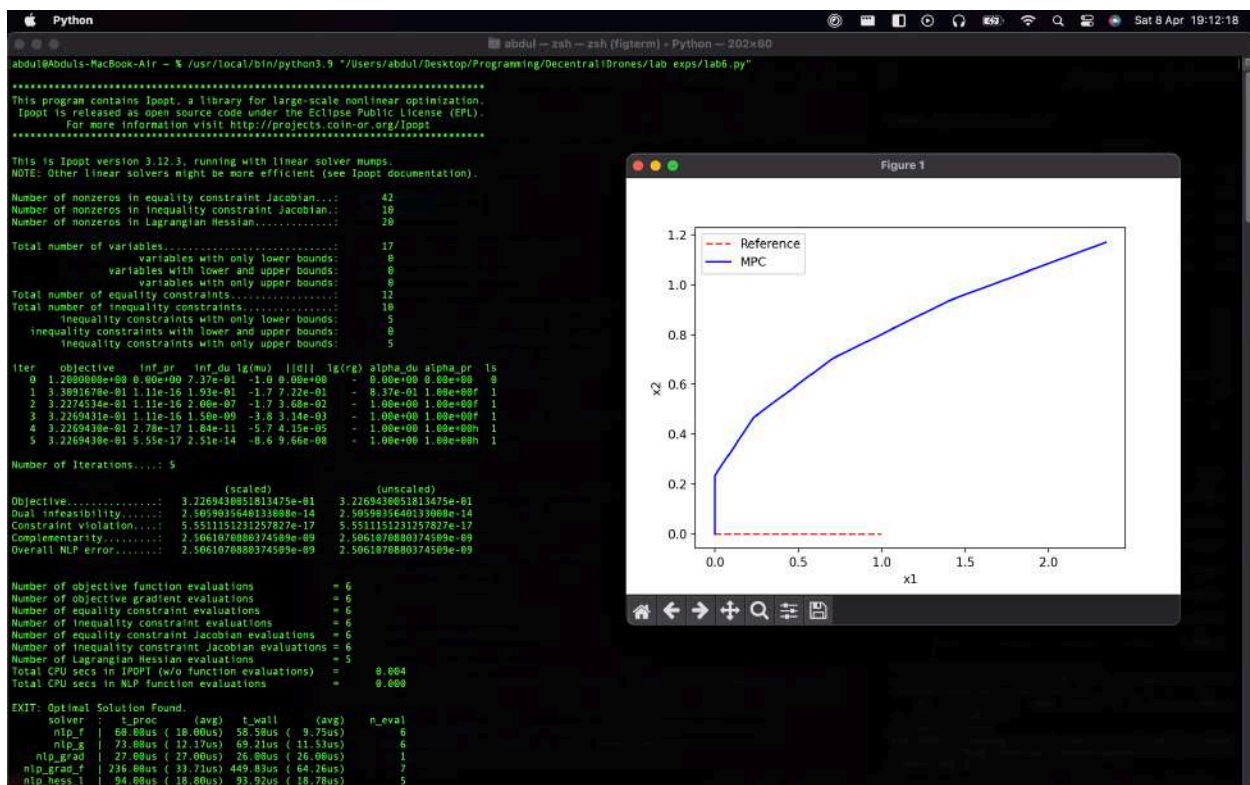 Python
Sat 8 Apr 19:12:18
abdul — zsh — zsh (figterm) • Python — 202×60
abdul@Abduls-MacBook-Air ~ % /usr/local/bin/python3.9 "/Users/abdul/Desktop/Programming/DecentraliDrones/lab exps/lab6.py"
******************************************************************************
This program contains Ipopt, a library for large-scale nonlinear optimization.
Ipopt is released as open source code under the Eclipse Public License (EPL).
For more information visit http://projects.coin-or.org/Ipopt
******************************************************************************
This is Ipopt version 3.12.3, running with linear solver mumps.
NOTE: Other linear solvers might be more efficient (see Ipopt documentation).
Number of nonzeros in equality constraint Jacobian...: 42
Number of nonzeros in inequality constraint Jacobian.: 10
Number of nonzeros in Lagrangian Hessian.............: 20
Total number of variables............................: 17
variables with only lower bounds: 0
variables with lower and upper bounds: 0
variables with only upper bounds: 0
Total number of equality constraints.................: 12
Total number of inequality constraints...............: 10
inequality constraints with only lower bounds: 5
inequality constraints with lower and upper bounds: 0
inequality constraints with only upper bounds: 5
iter objective inf_pr inf_du lg(mu) ||d|| lg(rg) alpha_du alpha_pr ls
0 1.2000000e+00 0.00e+00 7.37e-01 -1.0 0.00e+00 - 0.00e+00 0.00e+00 0
1 3.3091670e-01 1.11e-16 1.93e-01 -1.7 7.22e-01 - 8.37e-01 1.00e+00f 1
2 3.2274534e-01 1.11e-16 2.00e-07 -1.7 3.68e-02 - 1.00e+00 1.00e+00f 1
3 3.2269431e-01 1.11e-16 1.50e-09 -3.8 3.14e-03 - 1.00e+00 1.00e+00f 1
4 3.2269430e-01 2.78e-17 1.84e-11 -5.7 4.15e-05 - 1.00e+00 1.00e+00h 1
5 3.2269430e-01 5.55e-17 2.51e-14 -8.6 9.66e-08 - 1.00e+00 1.00e+00h 1
Number of Iterations....: 5
(scaled) (unscaled)
Objective...............: 3.2269430051813475e-01 3.2269430051813475e-01
Dual infeasibility......: 2.5059035640133008e-14 2.5059035640133008e-14
Constraint violation....: 5.5511151231257827e-17 5.5511151231257827e-17
Complementarity.........: 2.5061070880374509e-09 2.5061070880374509e-09
Overall NLP error.......: 2.5061070880374509e-09 2.5061070880374509e-09
Number of objective function evaluations = 6
Number of objective gradient evaluations = 6
Number of equality constraint evaluations = 6
Number of inequality constraint evaluations = 6
Number of equality constraint Jacobian evaluations = 6
Number of inequality constraint Jacobian evaluations = 6
Number of Lagrangian Hessian evaluations = 5
Total CPU secs in IPOPT (w/o function evaluations) = 0.004
Total CPU secs in NLP function evaluations = 0.000
EXIT: Optimal Solution Found.
solver : t_proc (avg) t_wall (avg) n_eval
nlp_f | 60.00us ( 10.00us) 58.50us ( 9.75us) 6
nlp_g | 73.00us ( 12.17us) 69.21us ( 11.53us) 6
nlp_grad | 27.00us ( 27.00us) 26.00us ( 26.00us) 1
nlp_grad_f | 236.00us ( 33.71us) 449.83us ( 64.26us) 7
nlp_hess_l | 94.00us ( 18.80us) 93.92us ( 18.78us) 5
Figure 1
Reference
MPC
1.2
1.0
0.8
0.6
0.4
0.2
0.0
x2
0.0 0.5 1.0 1.5 2.0
x1